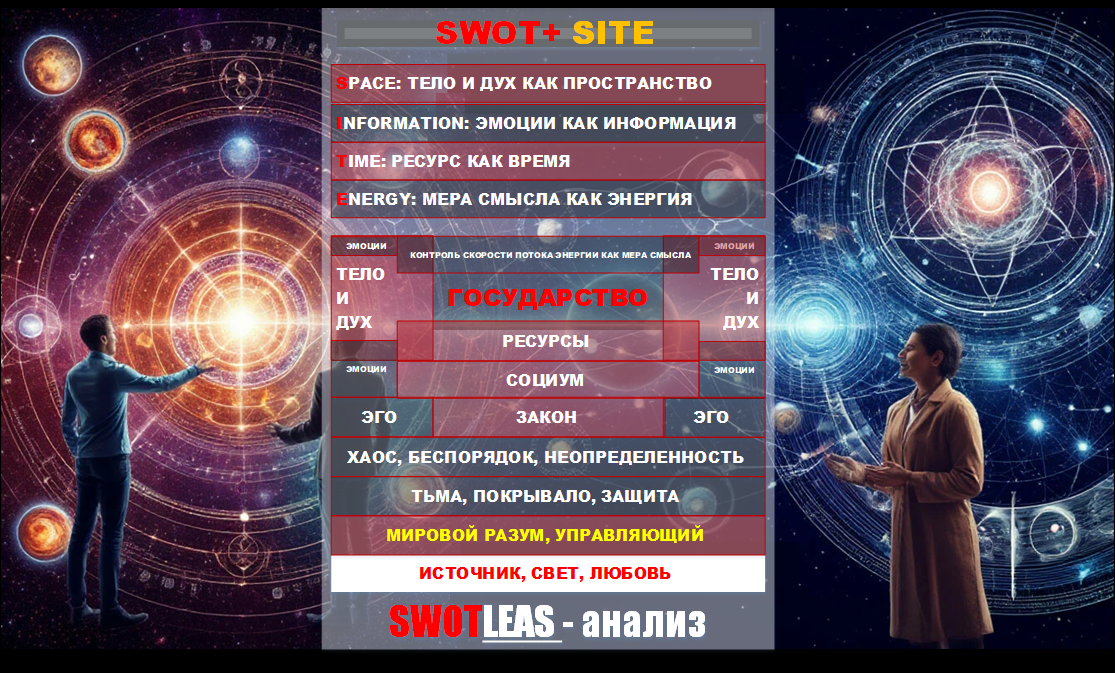 SWOT+ SITE
SPACE: ТЕЛО И ДУХ КАК ПРОСТРАНСТВО
INFORMATION: ЭМОЦИИ КАК ИНФОРМАЦИЯ
TIME: РЕСУРС КАК ВРЕМЯ
ENERGY: МЕРА СМЫСЛА КАК ЭНЕРГИЯ
ЭМОЦИИ
КОНТРОЛЬ СКОРОСТИ ПОТОКА ЭНЕРГИИ КАК МЕРА СМЫСЛА
ЭМОЦИИ
ТЕЛО
И
ДУХ
ГОСУДАРСТВО
ТЕЛО
И
ДУХ
РЕСУРСЫ
ЭМОЦИИ
СОЦИУМ
ЭМОЦИИ
ЭГО
ЗАКОН
ЭГО
ХАОС, БЕСПОРЯДОК, НЕОПРЕДЕЛЕННОСТЬ
ТЬМА, ПОКРЫВАЛО, ЗАЩИТА
МИРОВОЙ РАЗУМ, УПРАВЛЯЮЩИЙ
ИСТОЧНИК, СВЕТ, ЛЮБОВЬ
SWOTLEAS - анализ